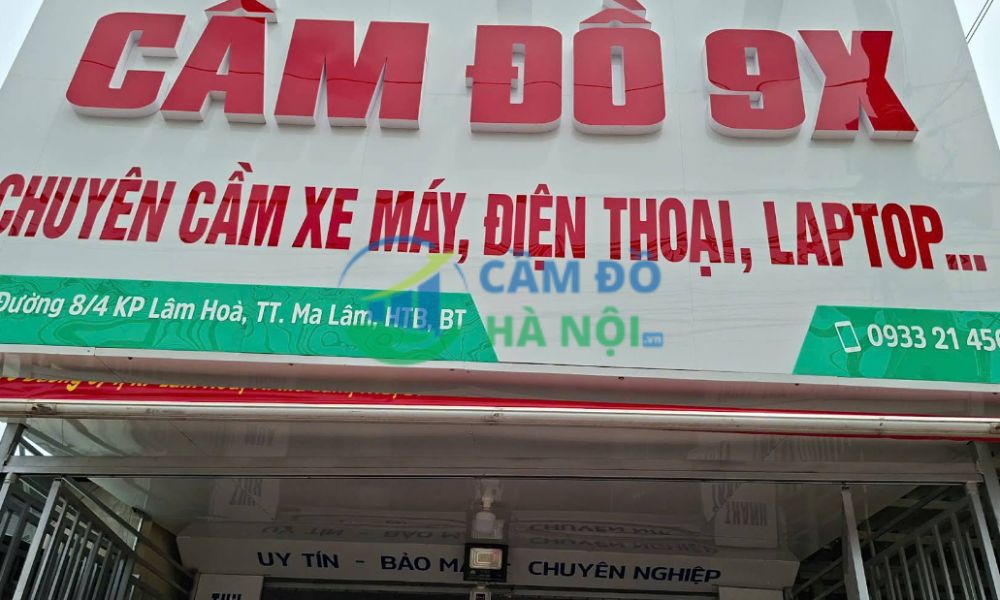 CẦM ĐỒ 9X
CHUYÊN CẦM XE MÁY, ĐIỆN THOẠI, LAPTOP...
Đường 8/4 KP Lâm Hoà, TT. Ma Lâm, HTB, BT
0933 21 456
CẦM ĐỒ
HÀ NỘI.vn
UY TÍN - BẢO MẬT - CHUYÊN NGHIỆP